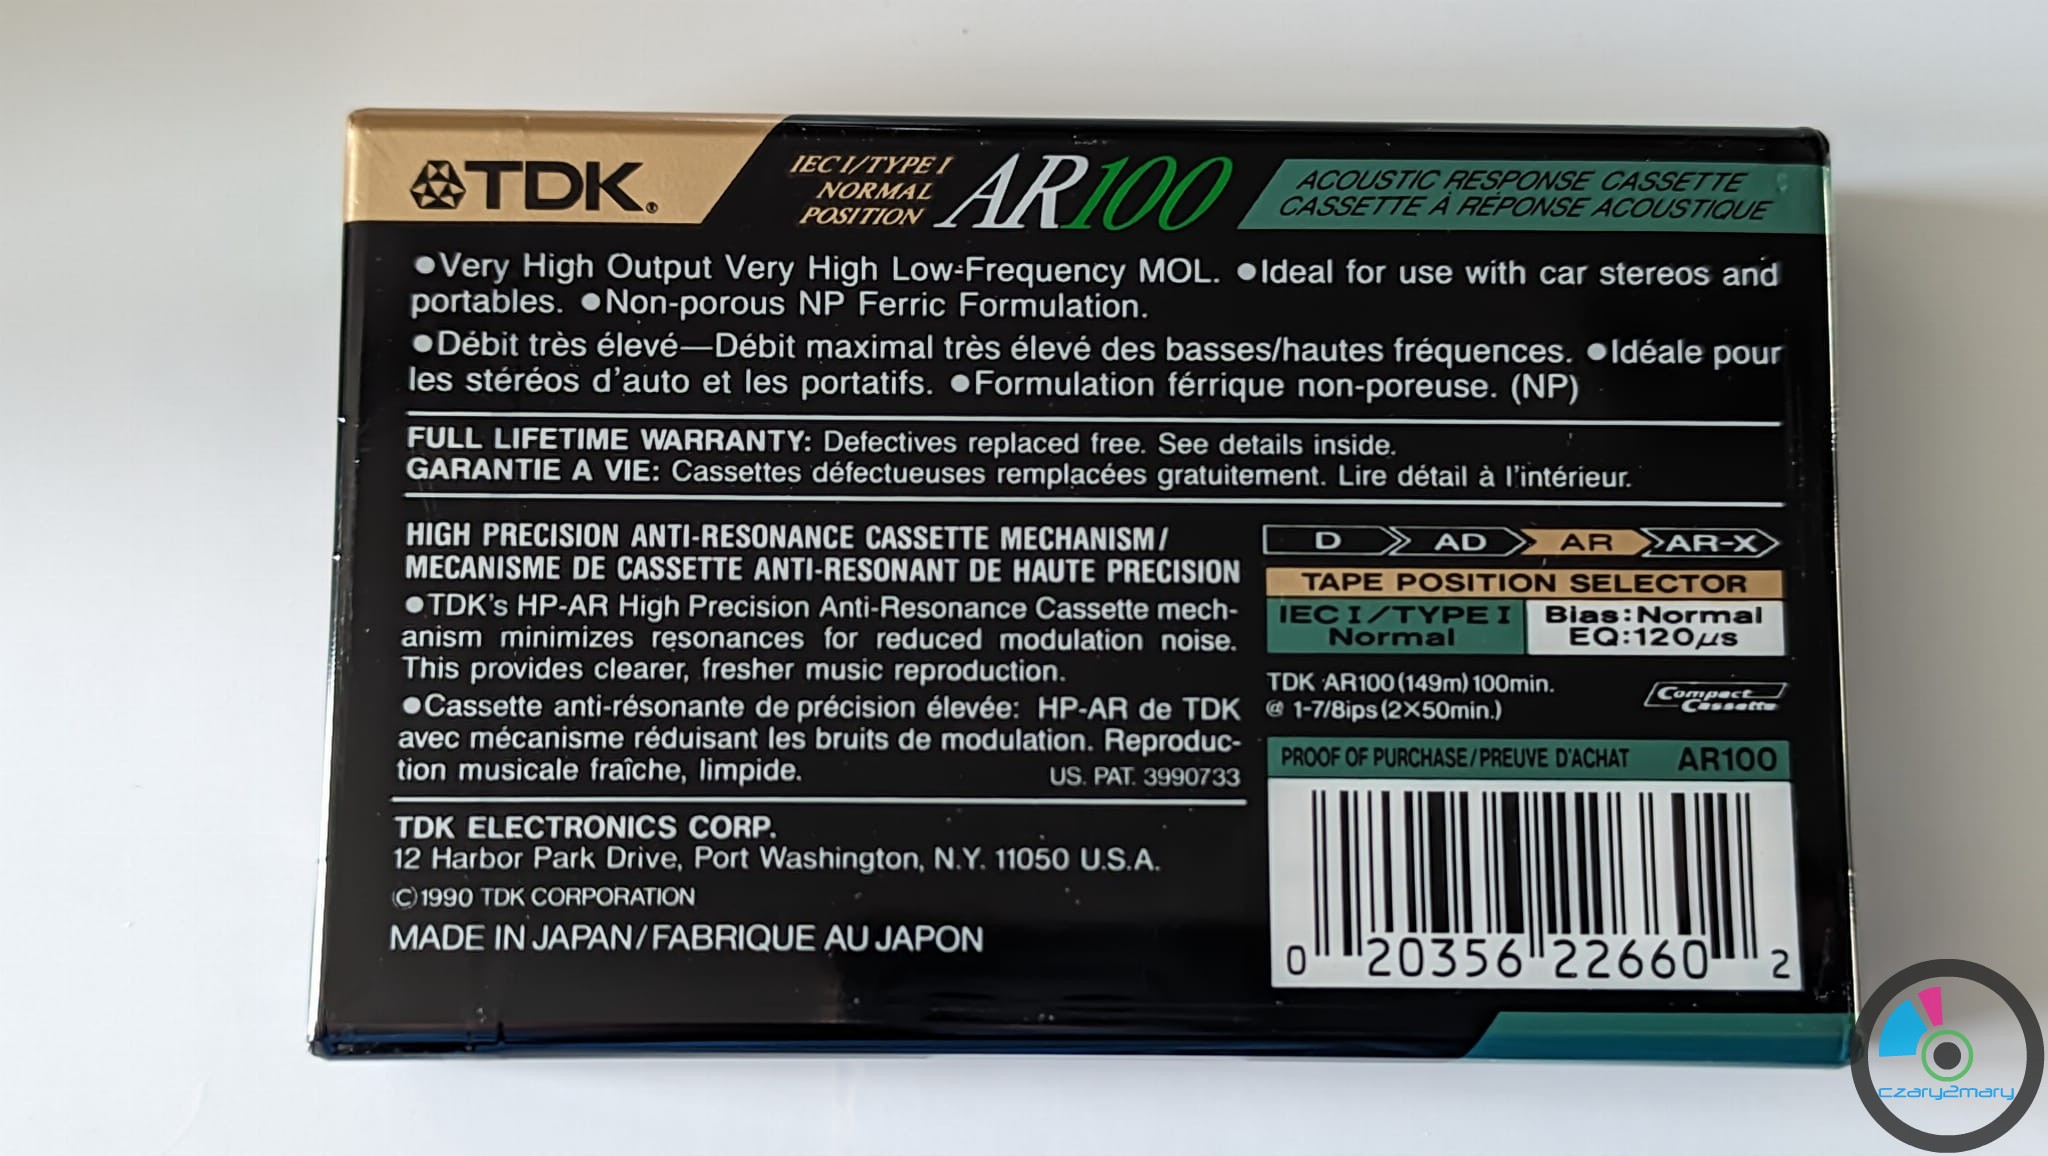 TDK®
IEC I/TYPE I
NORMAL
POSITION
AR100
ACOUSTIC RESPONSE CASSETTE
CASSETTE À RÉPONSE ACOUSTIQUE
●Very High Output Very High Low-Frequency MOL. ●Ideal for use with car stereos and
portables. ●Non-porous NP Ferric Formulation.
●Débit très élevé—Débit maximal très élevé des basses/hautes fréquences. ●Idéale pour
les stéréos d'auto et les portatifs. ●Formulation férrique non-poreuse. (NP)
FULL LIFETIME WARRANTY: Defectives replaced free. See details inside.
GARANTIE A VIE: Cassettes défectueuses remplacées gratuitement. Lire détail à l'intérieur.
HIGH PRECISION ANTI-RESONANCE CASSETTE MECHANISM/
MECANISME DE CASSETTE ANTI-RESONANT DE HAUTE PRECISION
●TDK's HP-AR High Precision Anti-Resonance Cassette mech-
anism minimizes resonances for reduced modulation noise.
This provides clearer, fresher music reproduction.
●Cassette anti-résonante de précision élevée: HP-AR de TDK
avec mécanisme réduisant les bruits de modulation. Reproduc-
tion musicale fraîche, limpide.
US. PAT. 3990733
TDK ELECTRONICS CORP.
12 Harbor Park Drive, Port Washington, N.Y. 11050 U.S.A.
©1990 TDK CORPORATION
MADE IN JAPAN/FABRIQUE AU JAPON
D AD AR AR-X
TAPE POSITION SELECTOR
IEC I/TYPE I
Normal
Bias:Normal
EQ:120μs
TDK AR100(149m)100min.
@ 1-7/8ips(2X50min.)
Compact
Cassette
PROOF OF PURCHASE/PREUVE D'ACHAT AR100
0 20356 22660 2
czary2mary